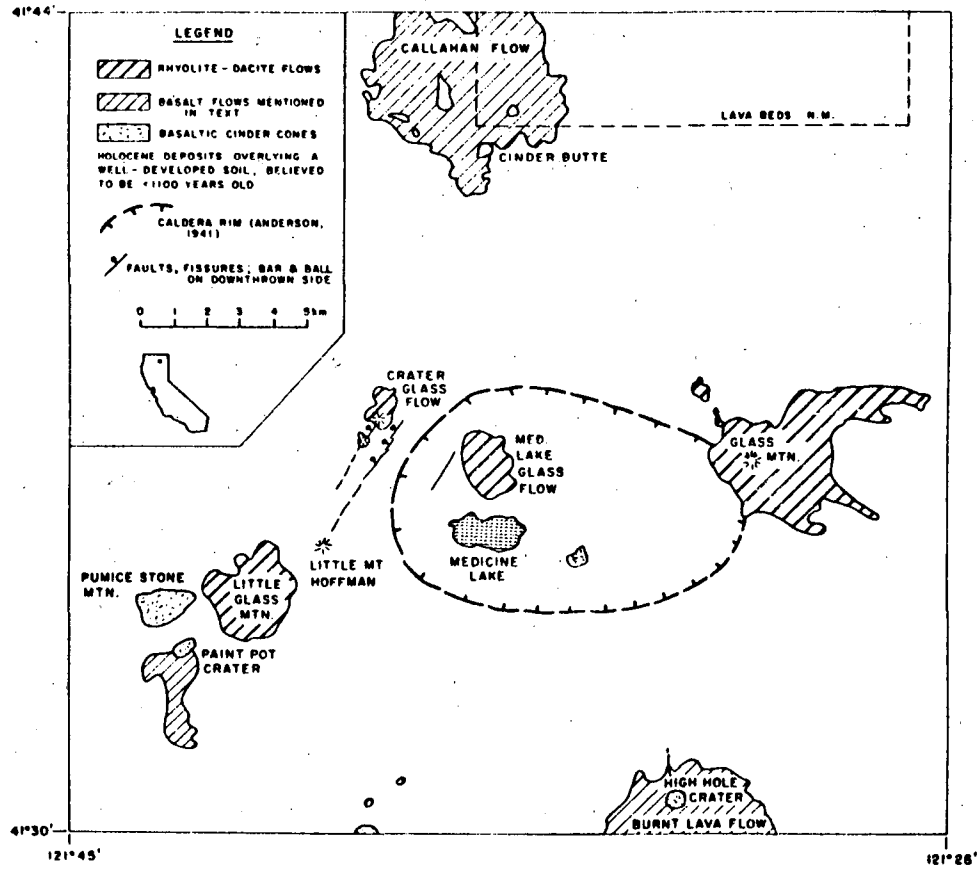 41°44'
LEGEND
RHYOLITE - DACITE FLOWS
BASALT FLOWS MENTIONED
IN TEXT
BASALTIC CINDER CONES
HOLOCENE DEPOSITS OVERLYING A
WELL-DEVELOPED SOIL, BELIEVED
TO BE <1100 YEARS OLD
CALDERA RIM (ANDERSON,
1941)
FAULTS, FISSURES; BAR & BALL
ON DOWNTHROWN SIDE
0 1 2 3 4 5 km
CALLAHAN FLOW
LAVA BEDS N.M.
CINDER BUTTE
CRATER
GLASS
FLOW
MED.
LAKE
GLASS
FLOW
GLASS
MTN.
MEDICINE
LAKE
LITTLE MT
HOFFMAN
PUMICE STONE
MTN.
LITTLE
GLASS
MTN.
PAINT POT
CRATER
HIGH HOLE
CRATER
BURNT LAVA FLOW
41°30'
121°45'
121°26'